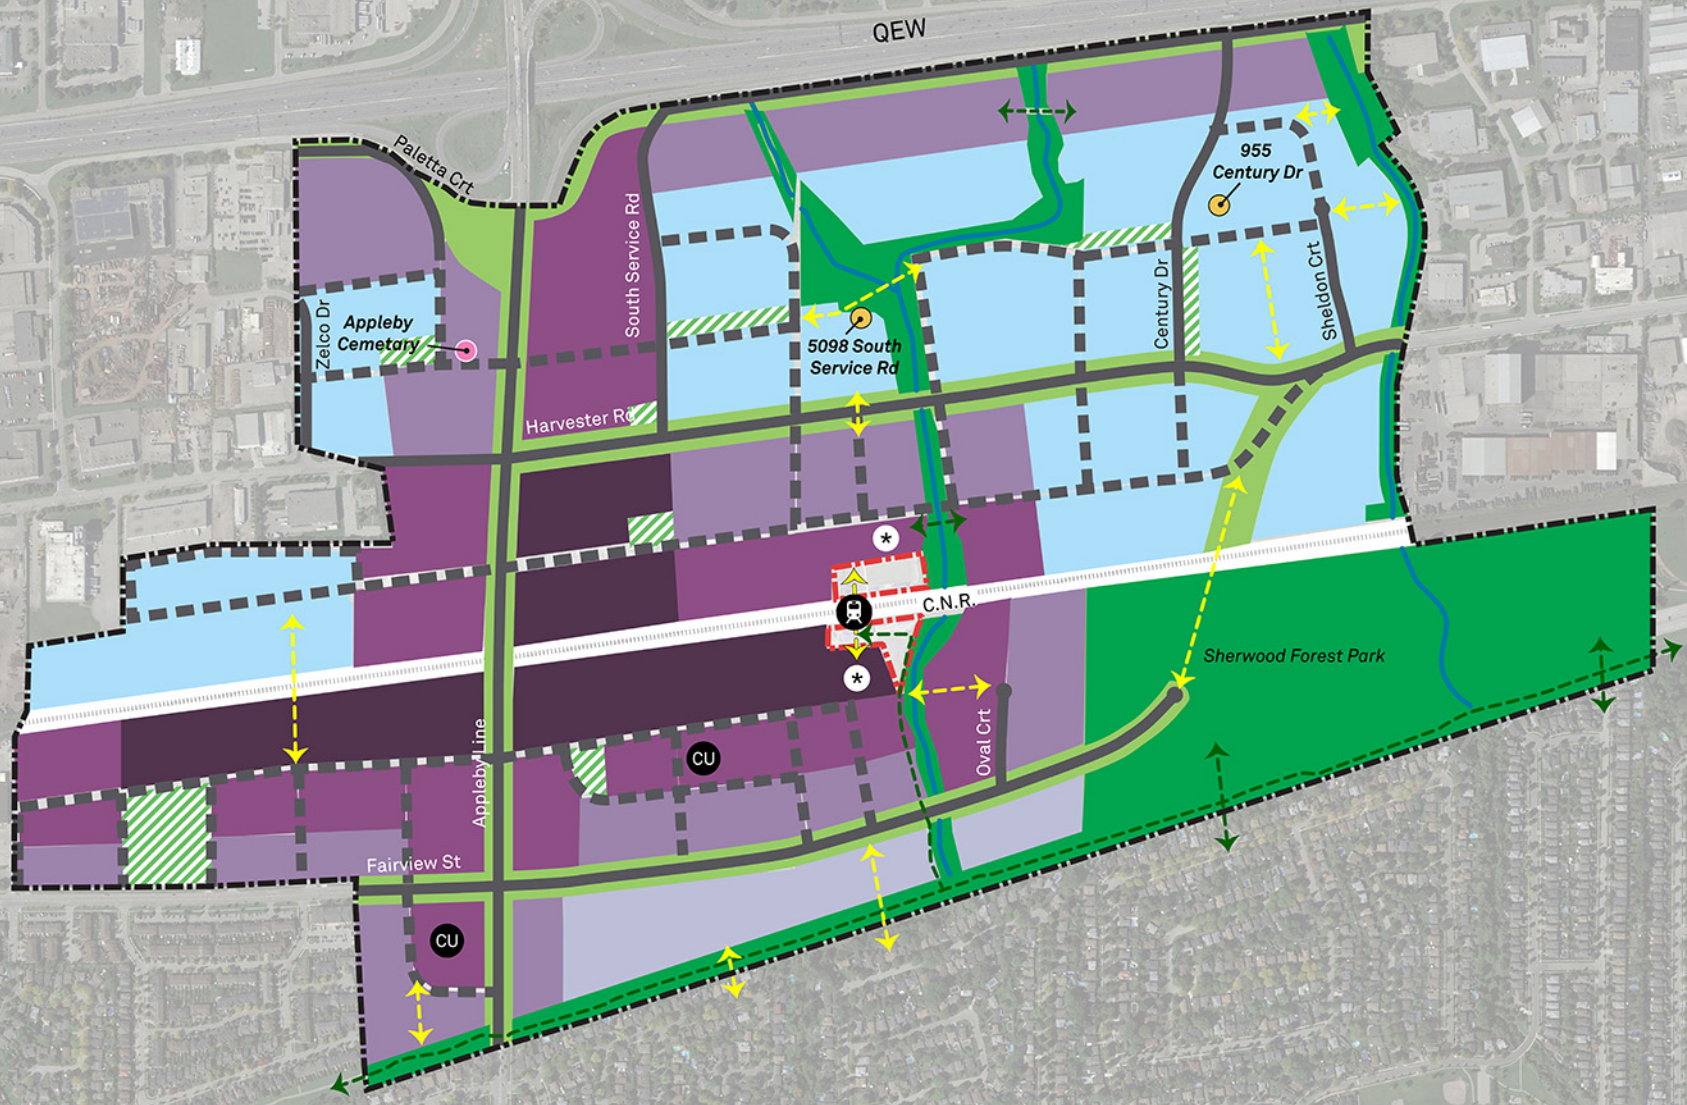 QEW
Paletta Crt
955
Century Dr
South Service Rd
Zelco Dr
Appleby
Cemetary
Century Dr
Sheldon Crt
5098 South
Service Rd
Harvester Rd
*
C.N.R.
Sherwood Forest Park
*
Oval Crt
Appleby Line
CU
Fairview St
CU